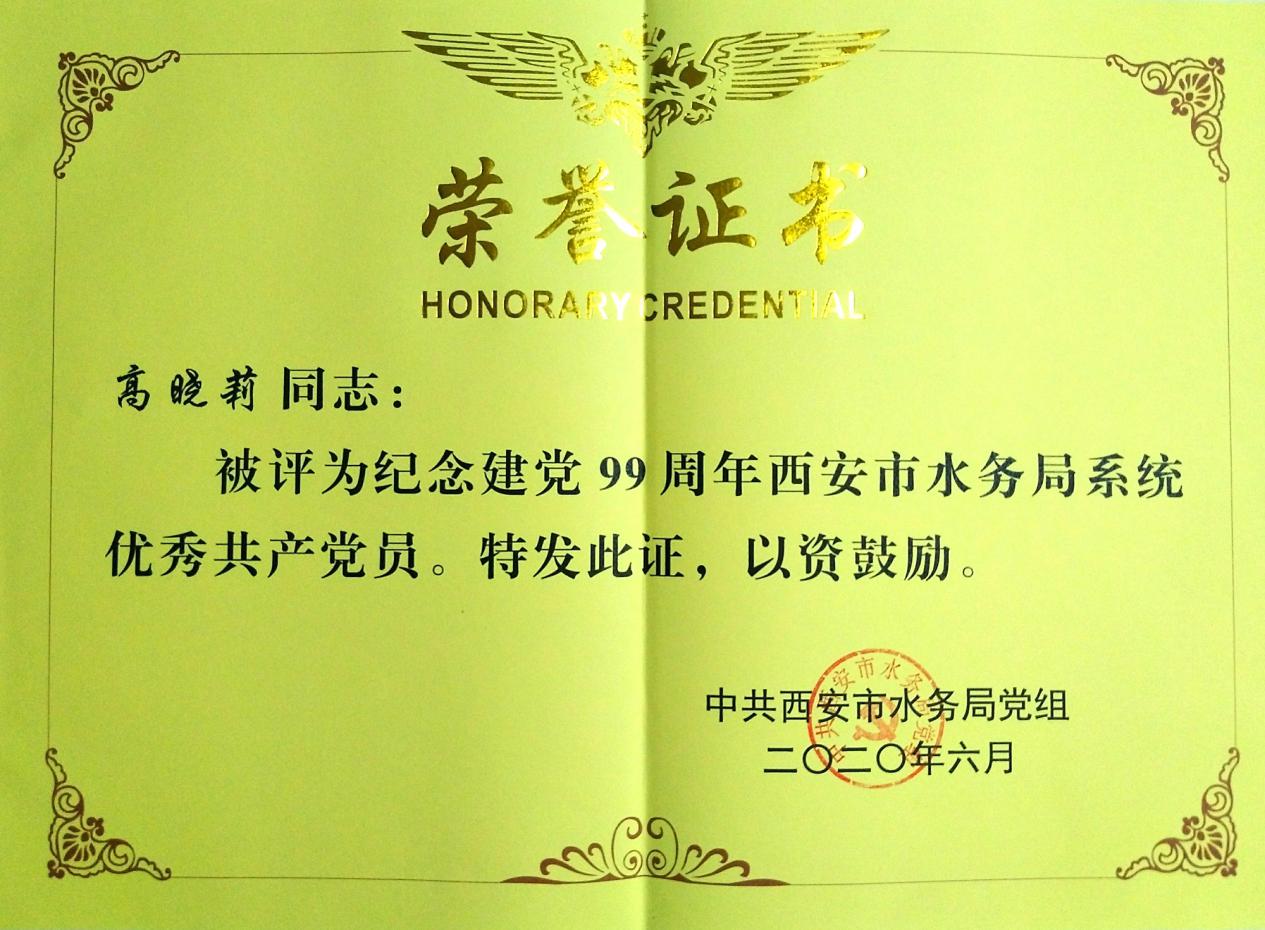 荣誉证书
HONORARY CREDENTIAL
高晓莉 同志：
被评为纪念建党 99 周年西安市水务局系统
优秀共产党员。特发此证，以资鼓励。
中共西安市水务局党组
二〇二〇年六月